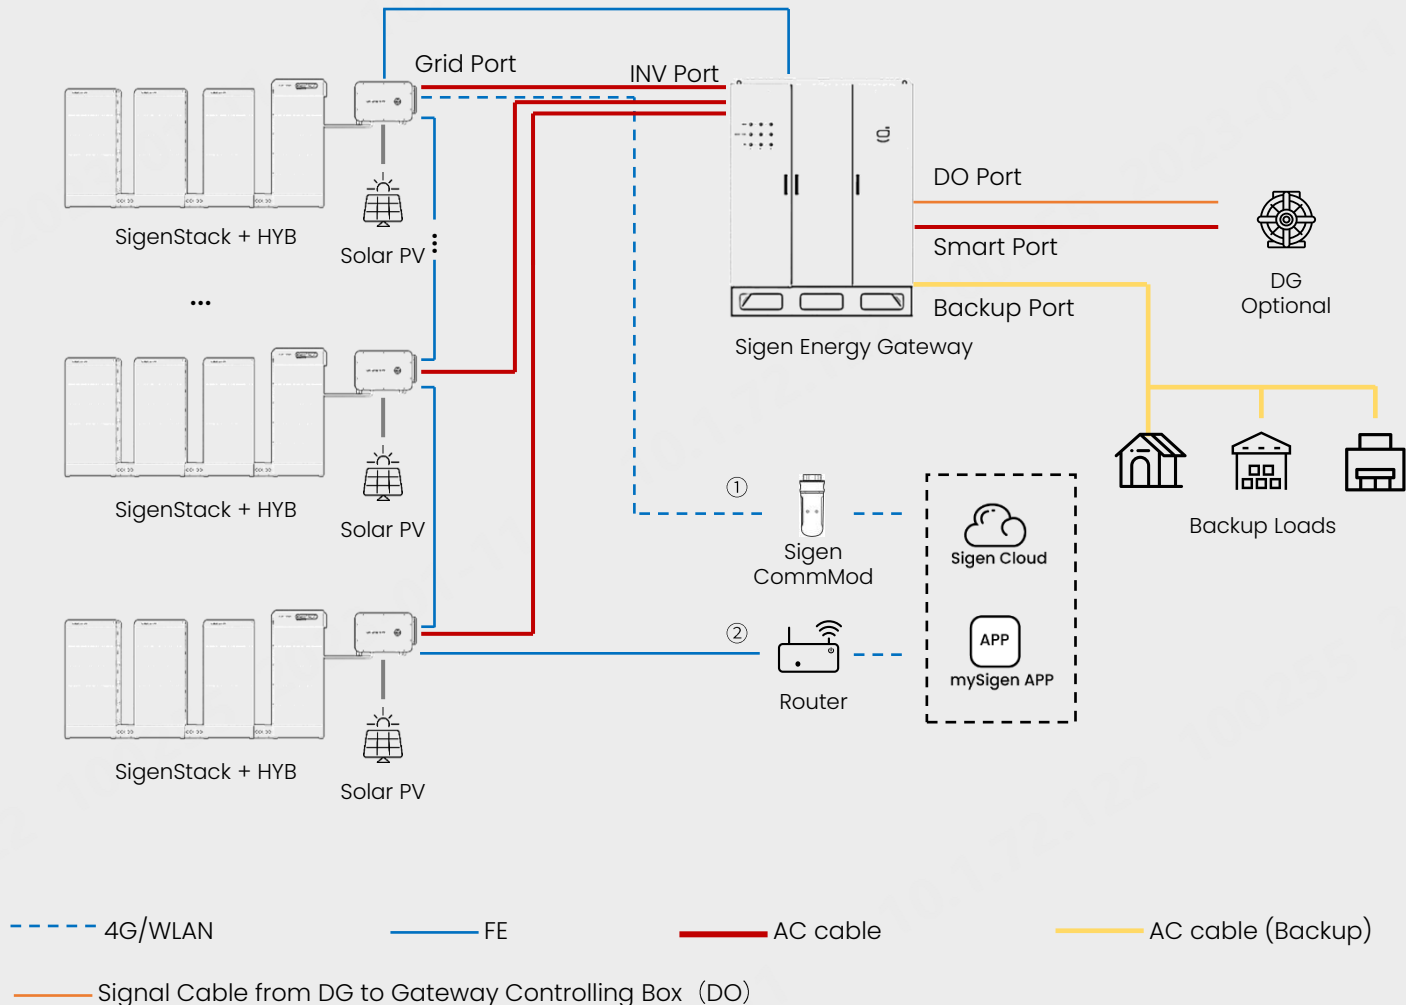 Grid Port
INV Port
SigenStack + HYB
Solar PV
...
DO Port
Smart Port
Backup Port
DG
Optional
Sigen Energy Gateway
SigenStack + HYB
Solar PV
①
Sigen
CommMod
Sigen Cloud
Backup Loads
②
Router
APP
mySigen APP
SigenStack + HYB
Solar PV
4G/WLAN
FE
AC cable
AC cable (Backup)
Signal Cable from DG to Gateway Controlling Box（DO）